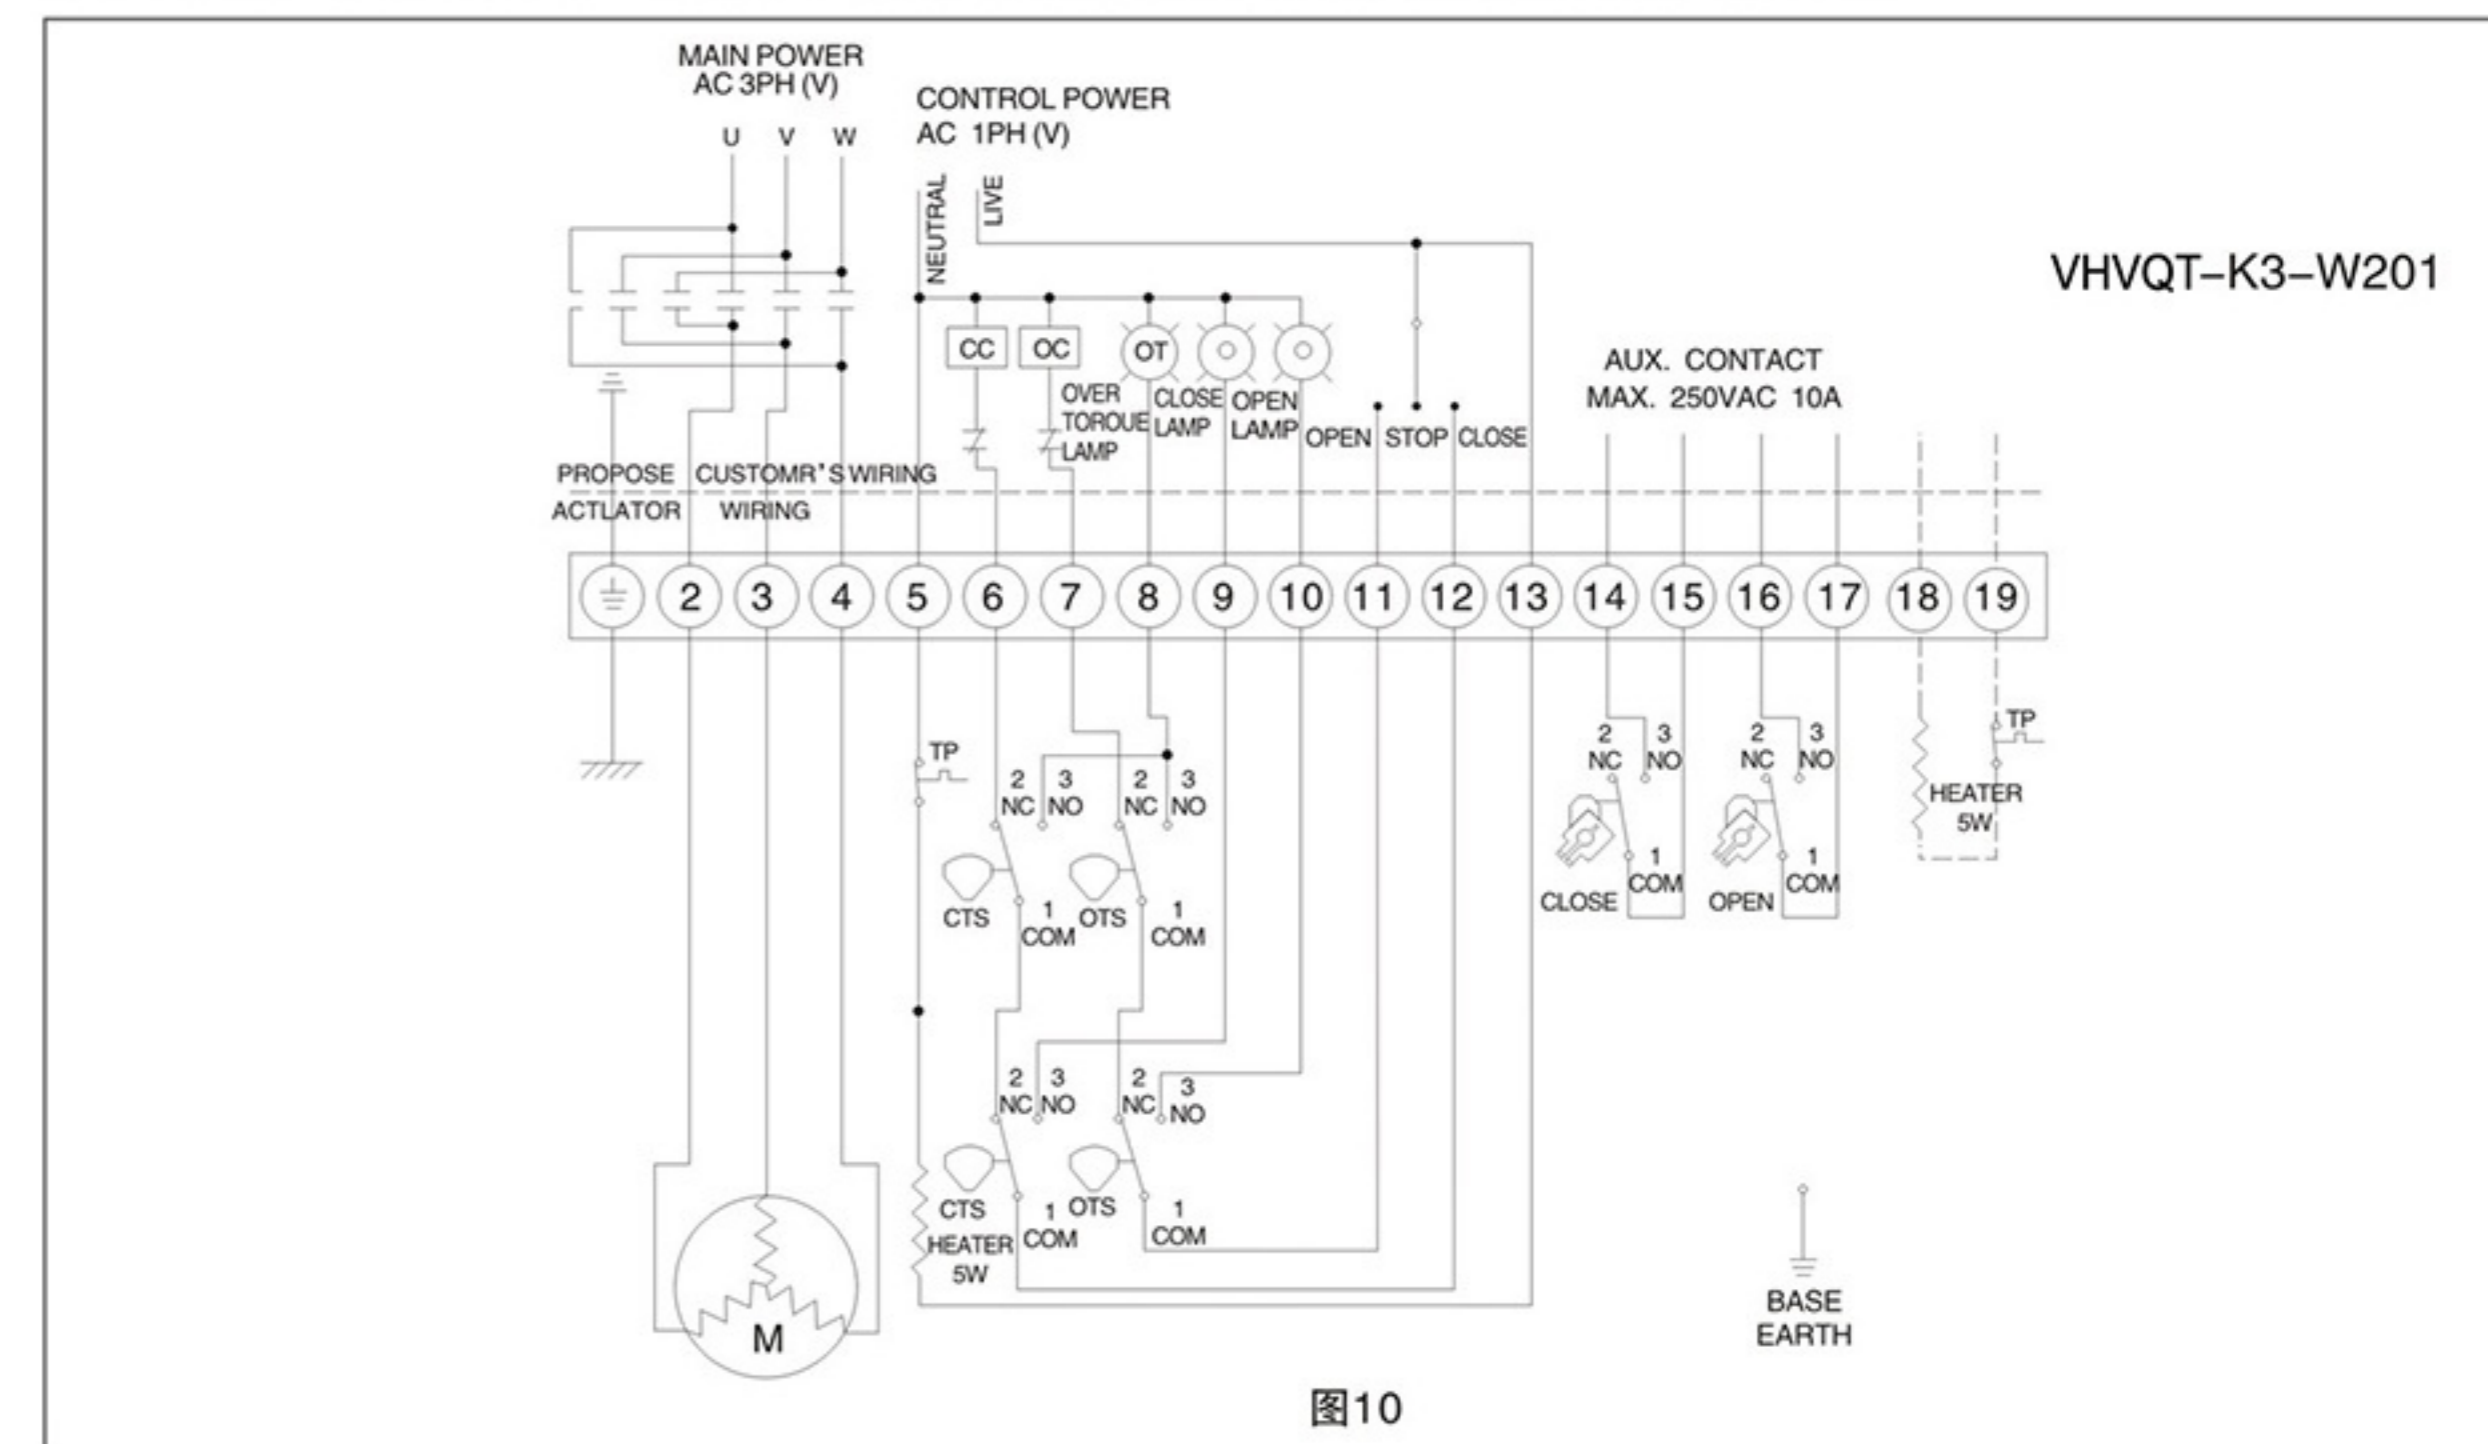 MAIN POWER
AC 3PH (V)
U V W
CONTROL POWER
AC 1PH (V)
NEUTRAL
LIVE
VHVQT-K3-W201
CC OC OT
OVER
TORQUE
LAMP
CLOSE
LAMP
OPEN
LAMP
OPEN STOP CLOSE
AUX. CONTACT
MAX. 250VAC 10A
PROPOSE CUSTOMR'S WIRING
ACTLATOR WIRING
2 3 4 5 6 7 8 9 10 11 12 13 14 15 16 17 18 19
TP
2 3
NC NO
2 3
NC NO
CTS
1
COM
OTS
1
COM
2 3
NC NO
2 3
NC NO
CTS
1
COM
OTS
1
COM
HEATER
5W
M
2 3
NC NO
1
COM
CLOSE
2 3
NC NO
1
COM
OPEN
TP
HEATER
5W
BASE
EARTH
图10